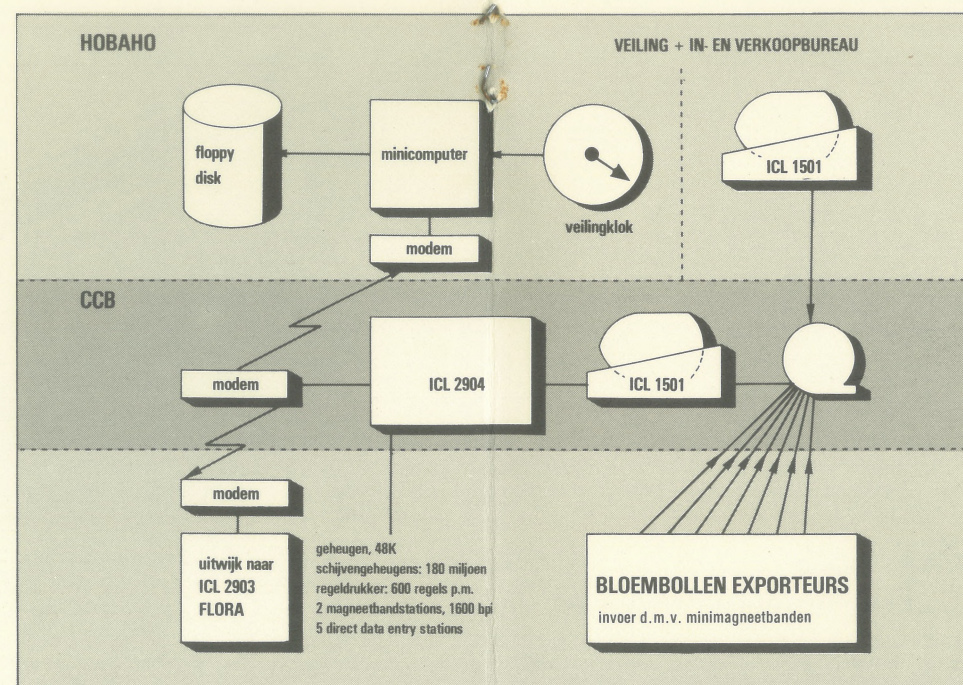 HOBAHO
VEILING + IN- EN VERKOOPBUREAU
floppy
disk
minicomputer
veilingklok
ICL 1501
modem
CCB
modem
ICL 2904
ICL 1501
modem
uitwijk naar
ICL 2903
FLORA
geheugen, 48K
schijvengeheugens: 180 miljoen
regeldrukker: 600 regels p.m.
2 magneetbandstations, 1600 bpi
5 direct data entry stations
BLOEMBOLLEN EXPORTEURS
invoer d.m.v. minimagneetbanden